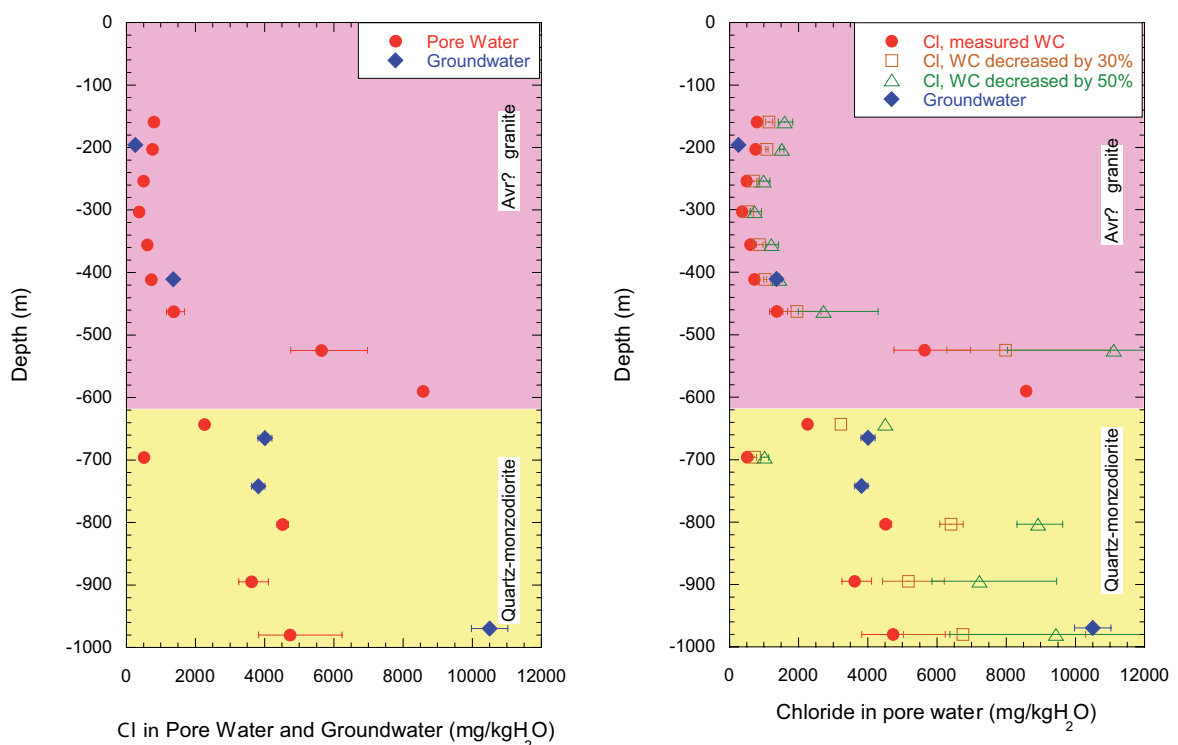 0
-100
-200
-300
-400
-500
-600
-700
-800
-900
-1000
Depth (m)
0 2000 4000 6000 8000 10000 12000
Cl in Pore Water and Groundwater (mg/kgH2O)
Pore Water
Groundwater
Avr? granite
Quartz-monzodiorite
0
-100
-200
-300
-400
-500
-600
-700
-800
-900
-1000
Depth (m)
0 2000 4000 6000 8000 10000 12000
Chloride in pore water (mg/kgH2O)
Cl, measured WC
Cl, WC decreased by 30%
Cl, WC decreased by 50%
Groundwater
Avr? granite
Quartz-monzodiorite